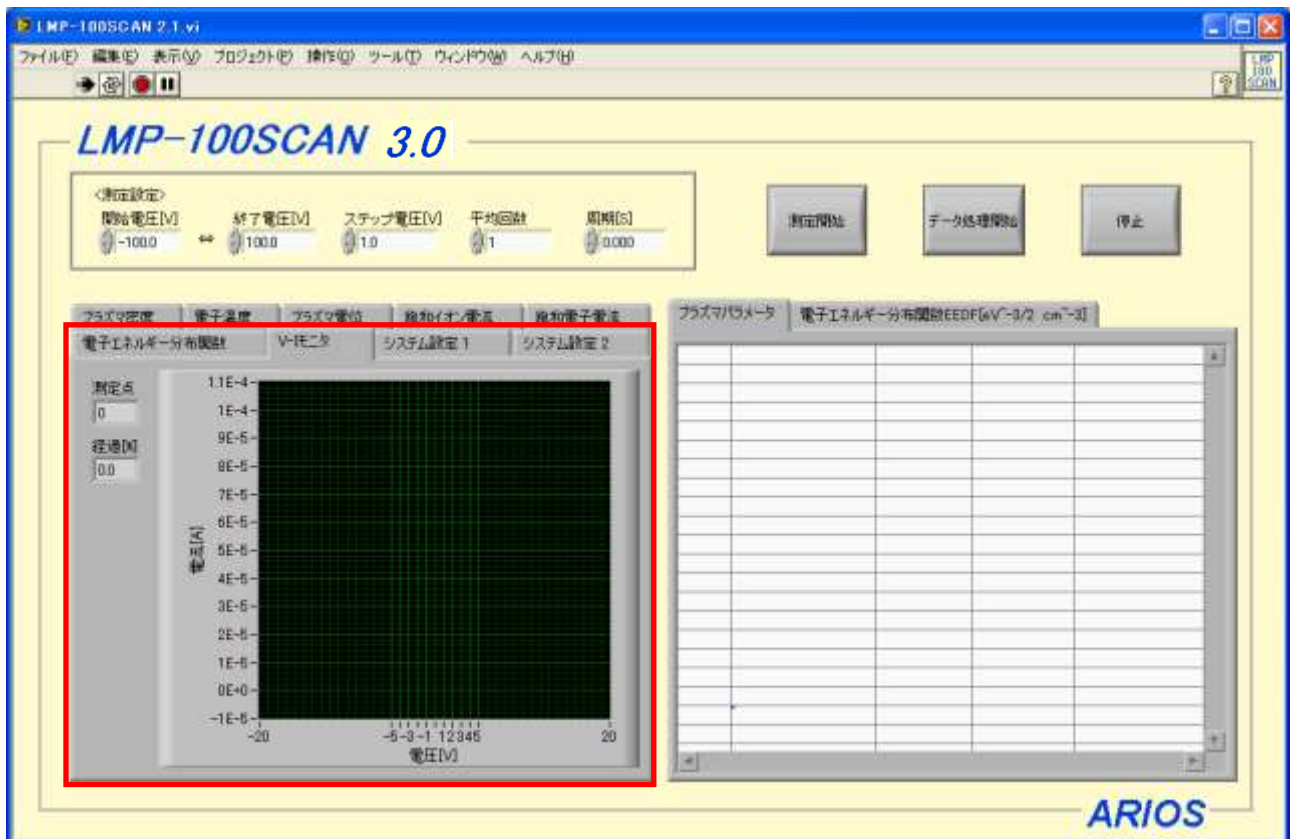 LMP-100SCAN 2.1.vi
ファイル(F) 編集(E) 表示(V) プロジェクト(P) 操作(O) ツール(T) ウィンドウ(W) ヘルプ(H)
LMP
100
SCAN
LMP-100SCAN 3.0
<測定設定>
開始電圧[V] 終了電圧[V] ステップ電圧[V] 平均回数 周期[S]
-100.0 ⇔ 100.0 1.0 1 0.000
測定開始 データ処理開始 停止
プラズマ密度 電子温度 プラズマ電位 飽和イオン電流 飽和電子電流
電子エネルギー分布関数 V-Iモニタ システム設定1 システム設定2
プラズマパラメータ 電子エネルギー分布関数EEDF[eV^-3/2 cm^-3]
測定点
0
経過[%]
0.0
1.1E-4
1E-4
9E-5
8E-5
7E-5
6E-5
5E-5
4E-5
3E-5
2E-5
1E-5
0E+0
-1E-5
電流[A]
-20 -5 -3 -1 1 2 3 4 5 20
電圧[V]
ARIOS